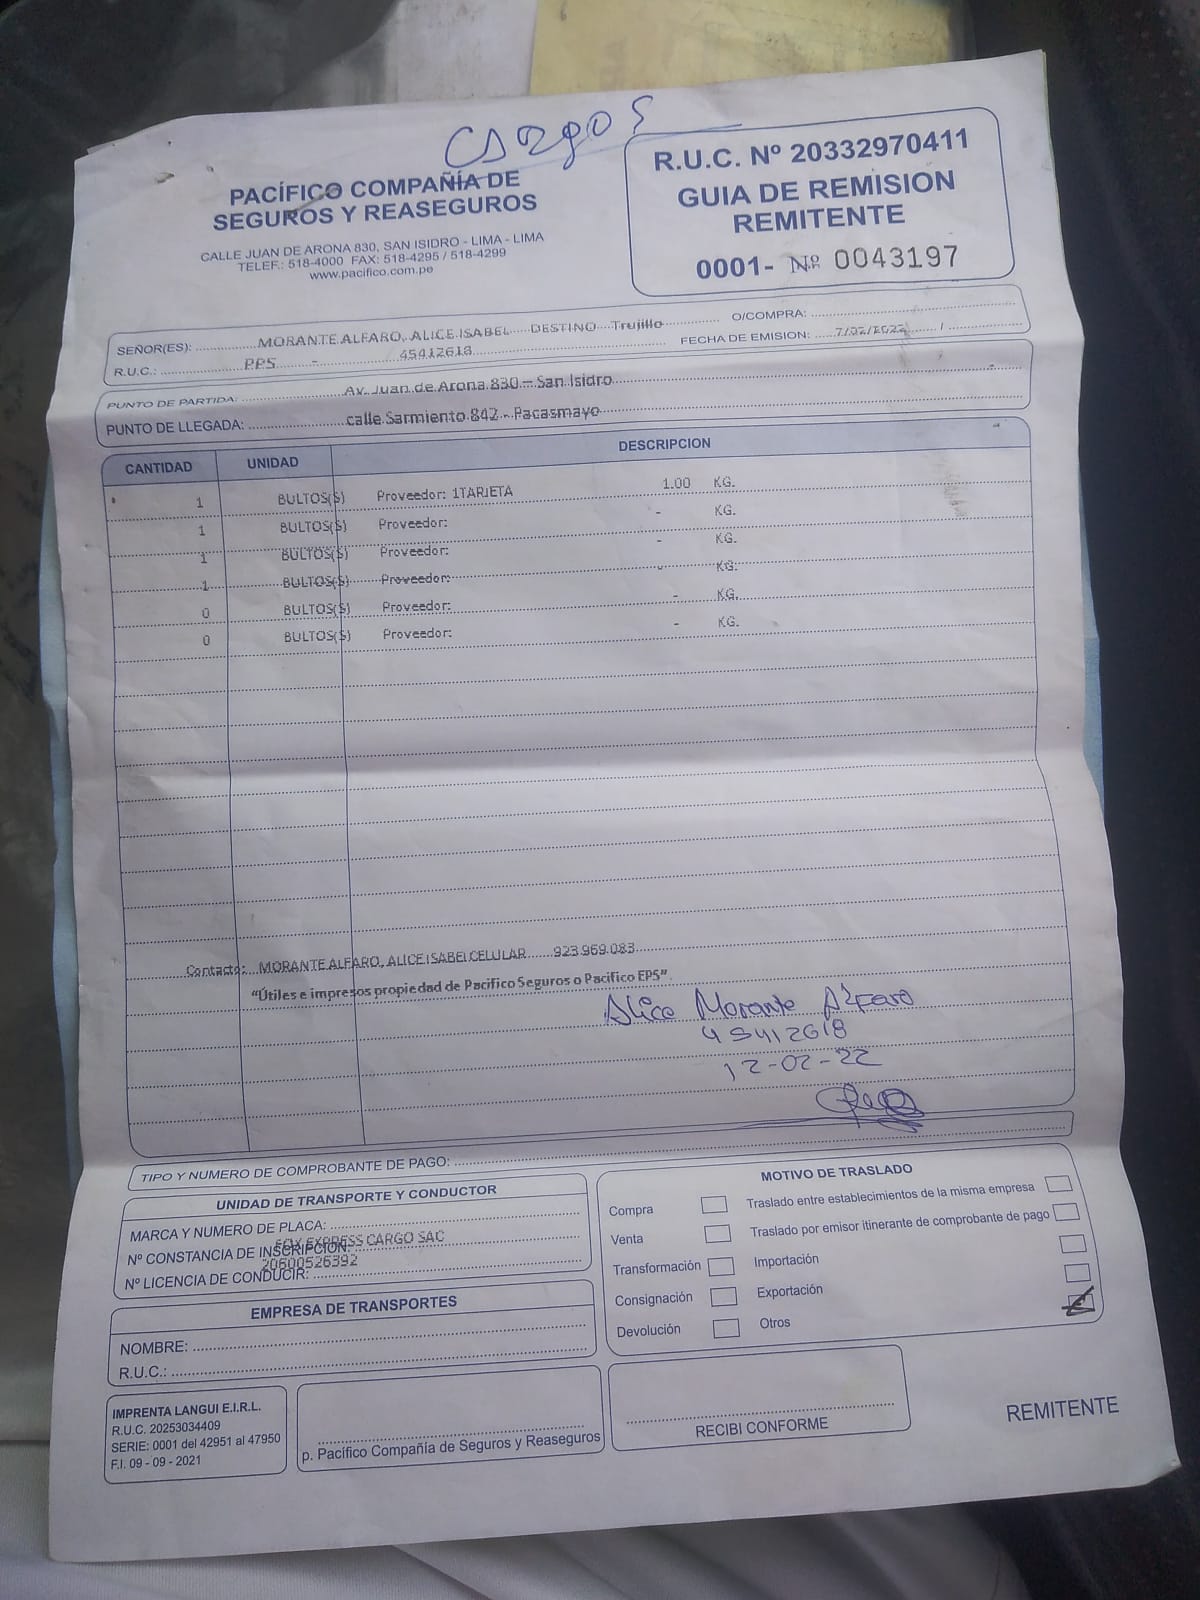 Cargos
PACÍFICO COMPAÑÍA DE
SEGUROS Y REASEGUROS
CALLE JUAN DE ARONA 830, SAN ISIDRO - LIMA - LIMA
TELEF.: 518-4000 FAX: 518-4295 / 518-4299
www.pacifico.com.pe
R.U.C. Nº 20332970411
GUIA DE REMISION
REMITENTE
0001- Nº 0043197
SEÑOR(ES): MORANTE ALFARO, ALICE ISABEL DESTINO Trujillo O/COMPRA:
R.U.C.: PPS - 45412618 FECHA DE EMISION: 7/02/2022 /
PUNTO DE PARTIDA: Av. Juan de Arona 830 – San Isidro
PUNTO DE LLEGADA: calle Sarmiento 842 - Pacasmayo
CANTIDAD UNIDAD DESCRIPCION
1 BULTOS(S) Proveedor: 1TARJETA 1.00 KG.
1 BULTOS(S) Proveedor: - KG.
1 BULTOS(S) Proveedor: - KG.
1 BULTOS(S) Proveedor: - KG.
0 BULTOS(S) Proveedor: - KG.
0 BULTOS(S) Proveedor: - KG.
Contacto: MORANTE ALFARO, ALICE ISABEL CELULAR 923.969.083
"Útiles e impresos propiedad de Pacifico Seguros o Pacifico EPS".
Alice Morante Alfaro
45412618
12-02-22
TIPO Y NUMERO DE COMPROBANTE DE PAGO:
UNIDAD DE TRANSPORTE Y CONDUCTOR
MARCA Y NUMERO DE PLACA:
Nº CONSTANCIA DE INSCRIPCION: FOX EXPRESS CARGO SAC
Nº LICENCIA DE CONDUCIR: 20600526392
EMPRESA DE TRANSPORTES
NOMBRE:
R.U.C.:
MOTIVO DE TRASLADO
Compra Traslado entre establecimientos de la misma empresa
Venta Traslado por emisor itinerante de comprobante de pago
Transformación Importación
Consignación Exportación
Devolución Otros
IMPRENTA LANGUI E.I.R.L.
R.U.C. 20253034409
SERIE: 0001 del 42951 al 47950
F.I. 09 - 09 - 2021
p. Pacífico Compañía de Seguros y Reaseguros
RECIBI CONFORME
REMITENTE